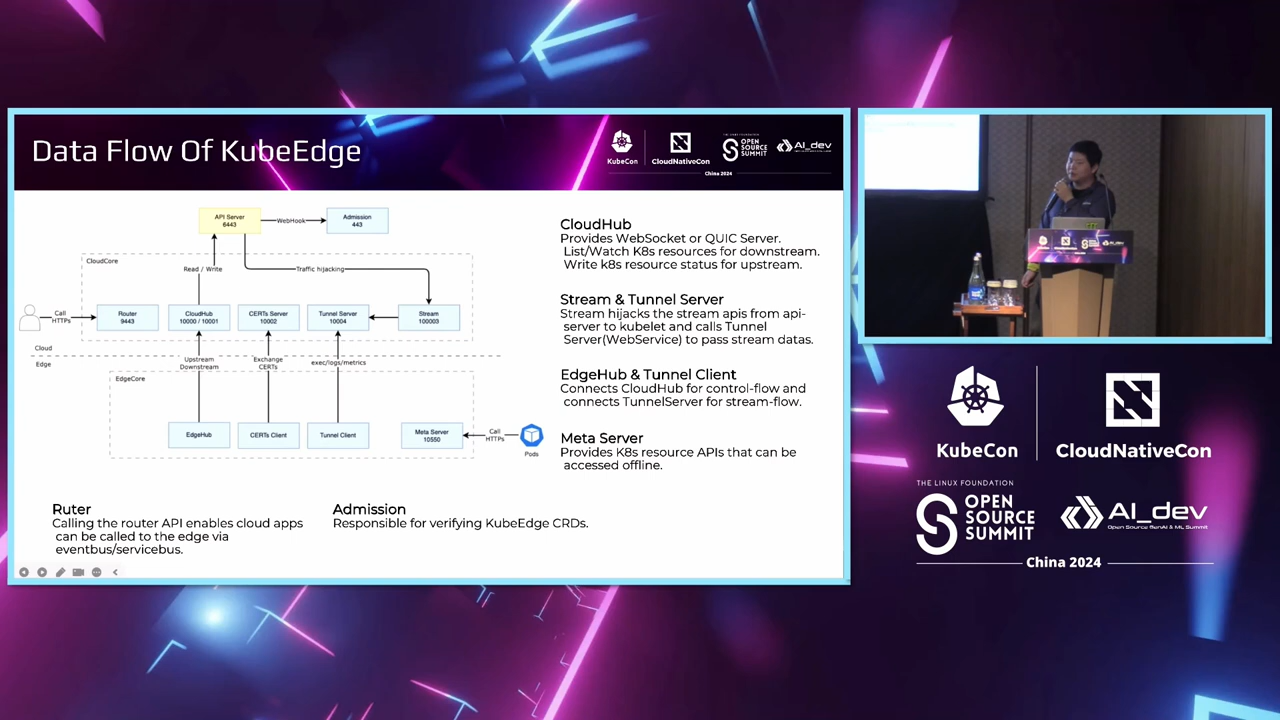 Data Flow Of KubeEdge
KubeCon
CloudNativeCon
THE LINUX FOUNDATION
OPEN
SOURCE
SUMMIT
AI_dev
China 2024
API Server
6443
WebHook
Admission
443
CloudCore
Read / Write
Traffic hijacking
Call
HTTPs
Router
9443
CloudHub
10000 / 10001
CERTs Server
10002
Tunnel Server
10004
Stream
100003
Cloud
Edge
Upstream
Downstream
Exchange
CERTs
exec/logs/metrics
EdgeCore
EdgeHub
CERTs Client
Tunnel Client
Meta Server
10550
Call
HTTPs
Pods
CloudHub
Provides WebSocket or QUIC Server.
List/Watch K8s resources for downstream.
Write k8s resource status for upstream.
Stream & Tunnel Server
Stream hijacks the stream apis from api-
server to kubelet and calls Tunnel
Server(WebService) to pass stream datas.
EdgeHub & Tunnel Client
Connects CloudHub for control-flow and
connects TunnelServer for stream-flow.
Meta Server
Provides K8s resource APIs that can be
accessed offline.
Ruter
Calling the router API enables cloud apps
can be called to the edge via
eventbus/servicebus.
Admission
Responsible for verifying KubeEdge CRDs.
KubeCon
CloudNativeCon
THE LINUX FOUNDATION
OPEN
SOURCE
SUMMIT
AI_dev
Open Source GenAI & ML Summit
China 2024